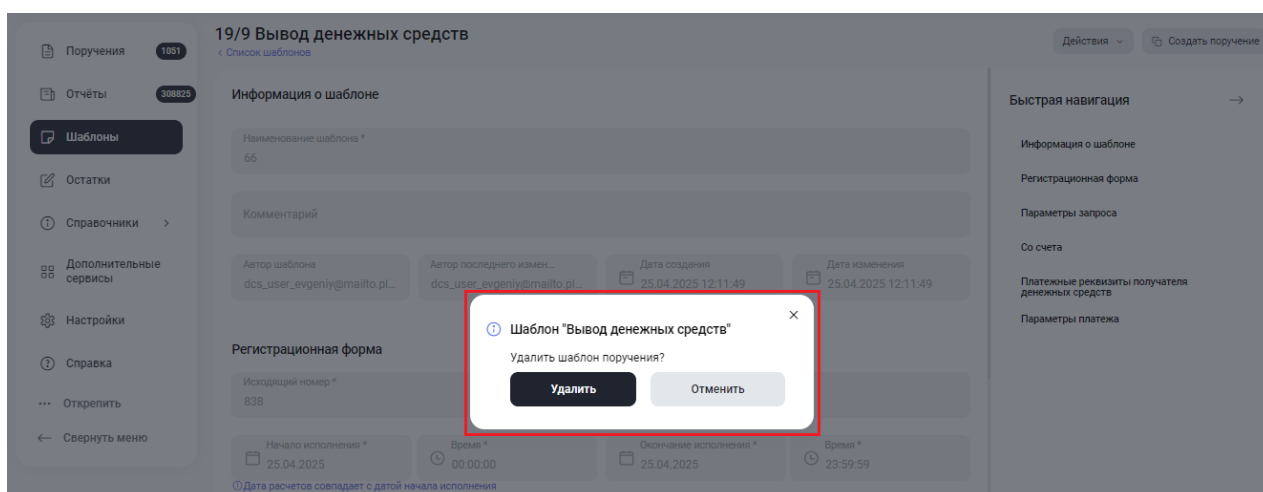 Поручения 1051
Отчёты 308825
Шаблоны
Остатки
Справочники
Дополнительные
сервисы
Настройки
Справка
Открепить
Свернуть меню
19/9 Вывод денежных средств
Список шаблонов
Действия
Создать поручение
Информация о шаблоне
Наименование шаблона *
66
Комментарий
Автор шаблона
dcs_user_evgeniy@mailto.pl...
Автор последнего измен...
dcs_user_evgeniy@mailto.pl...
Дата создания
25.04.2025 12:11:49
Дата изменения
25.04.2025 12:11:49
Регистрационная форма
Исходящий номер *
838
Начало исполнения *
25.04.2025
Время *
00:00:00
Окончание исполнения *
25.04.2025
Время *
23:59:59
Дата расчетов совпадает с датой начала исполнения
Шаблон "Вывод денежных средств"
Удалить шаблон поручения?
Удалить
Отменить
Быстрая навигация
Информация о шаблоне
Регистрационная форма
Параметры запроса
Со счета
Платежные реквизиты получателя
денежных средств
Параметры платежа